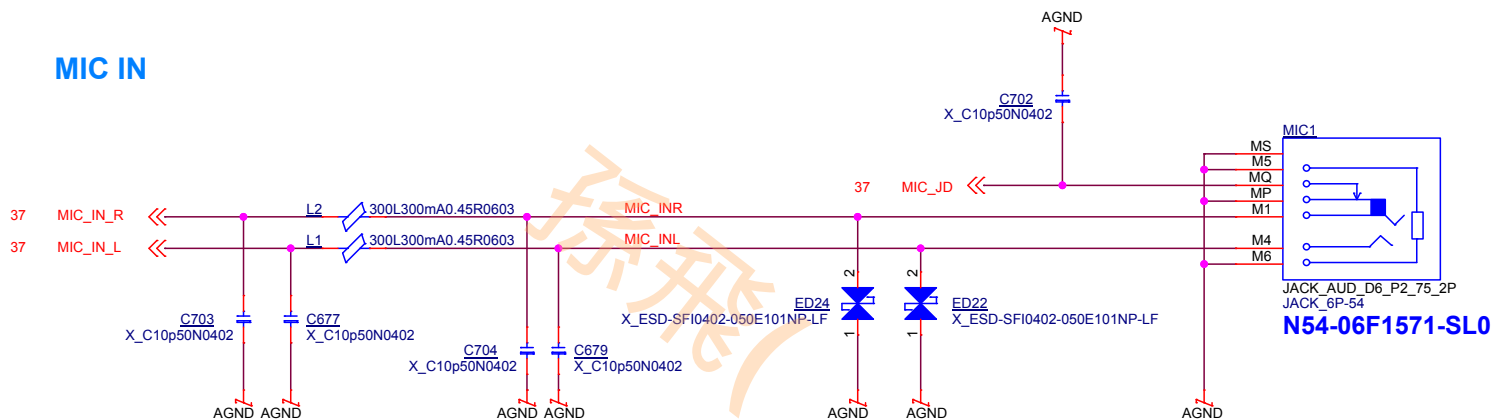 AGND
MIC IN
C702
X_C10p50N0402
MIC1
MS
M5
37 MIC_JD
MQ
MP
37 MIC_IN_R L2 300L300mA0.45R0603 MIC_INR M1
37 MIC_IN_L L1 300L300mA0.45R0603 MIC_INL M4
M6
孫飛(
2 2
JACK_AUD_D6_P2_75_2P
JACK_6P-54
N54-06F1571-SL0
ED24 ED22
X_ESD-SFI0402-050E101NP-LF X_ESD-SFI0402-050E101NP-LF
1 1
C703 C677
X_C10p50N0402 X_C10p50N0402
C704 C679
X_C10p50N0402 X_C10p50N0402
AGND AGND AGND AGND AGND AGND AGND